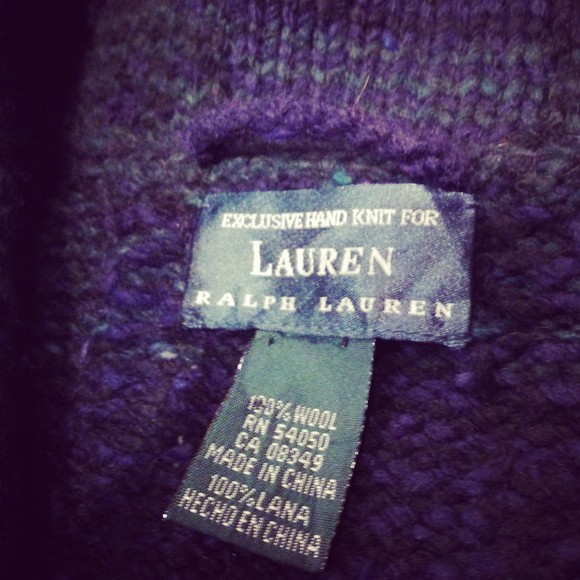 EXCLUSIVE HAND KNIT FOR
LAUREN
RALPH LAUREN
100% WOOL
RN 54050
CA 08349
MADE IN CHINA
100% LANA
HECHO EN CHINA